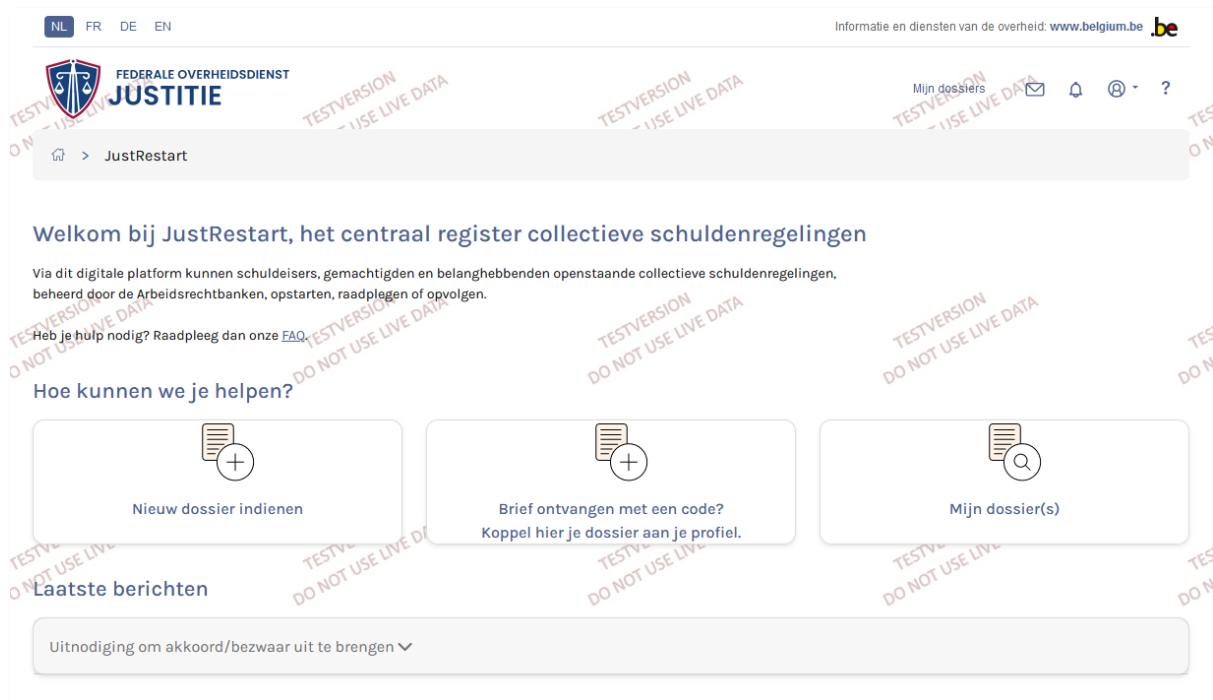 NL FR DE EN
Informatie en diensten van de overheid: www.belgium.be .be
FEDERALE OVERHEIDSDIENST
JUSTITIE
Mijn dossiers ?
> JustRestart
Welkom bij JustRestart, het centraal register collectieve schuldenregelingen
Via dit digitale platform kunnen schuldeisers, gemachtigden en belanghebbenden openstaande collectieve schuldenregelingen,
beheerd door de Arbeidsrechtbanken, opstarten, raadplegen of opvolgen.
Heb je hulp nodig? Raadpleeg dan onze FAQ.
Hoe kunnen we je helpen?
Nieuw dossier indienen
Brief ontvangen met een code?
Koppel hier je dossier aan je profiel.
Mijn dossier(s)
Laatste berichten
Uitnodiging om akkoord/bezwaar uit te brengen
TESTVERSION
DO NOT USE LIVE DATA